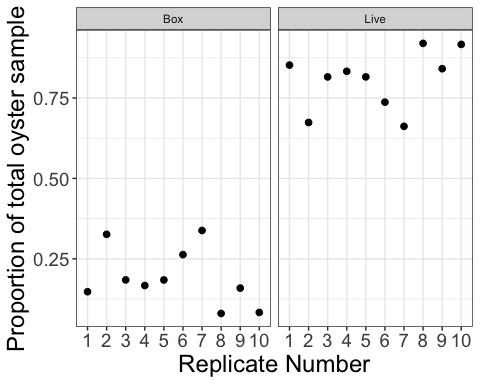 Box Live
Proportion of total oyster sample
0.75
0.50
0.25
1 2 3 4 5 6 7 8 9 10 1 2 3 4 5 6 7 8 9 10
Replicate Number